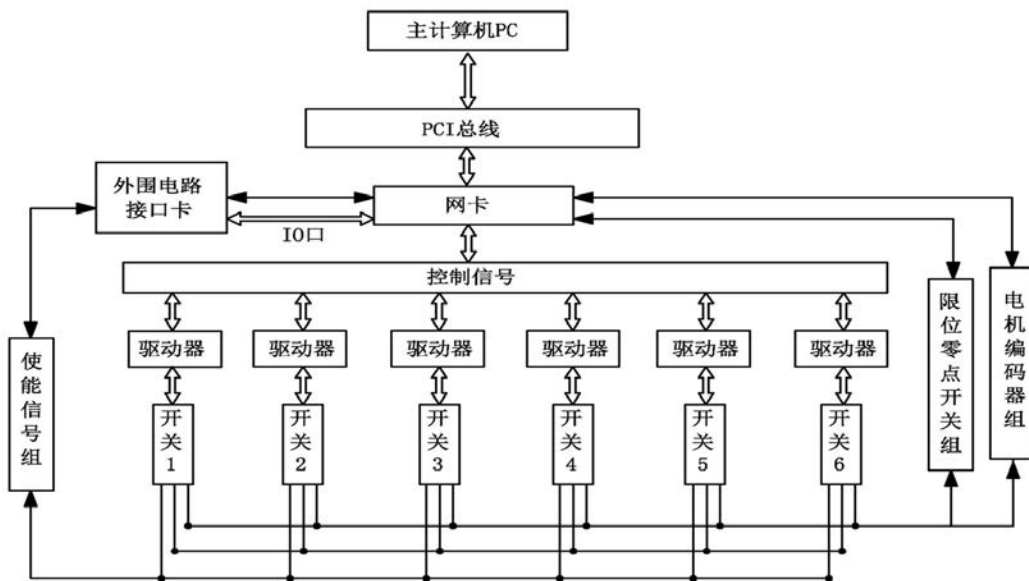 主计算机PC
PCI总线
外围电路
接口卡
网卡
IO口
控制信号
驱动器
驱动器
驱动器
驱动器
驱动器
驱动器
使能信号组
开关1
开关2
开关3
开关4
开关5
开关6
限位零点开关组
电机编码器组